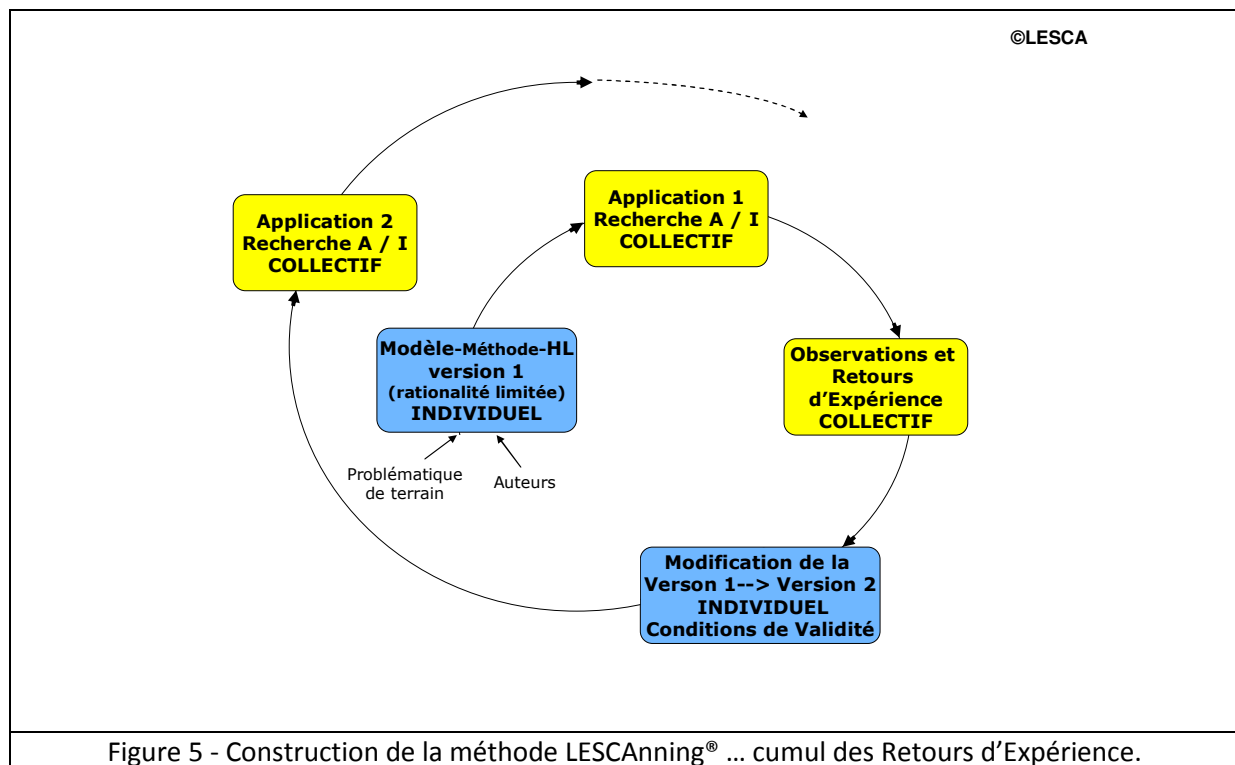 ©LESCA
Application 1
Recherche A / I
COLLECTIF
Application 2
Recherche A / I
COLLECTIF
Modèle-Méthode-HL
version 1
(rationalité limitée)
INDIVIDUEL
Observations et
Retours
d’Expérience
COLLECTIF
Problématique
de terrain
Auteurs
Modification de la
Verson 1--> Version 2
INDIVIDUEL
Conditions de Validité
Figure 5 - Construction de la méthode LESCAnning® … cumul des Retours d’Expérience.